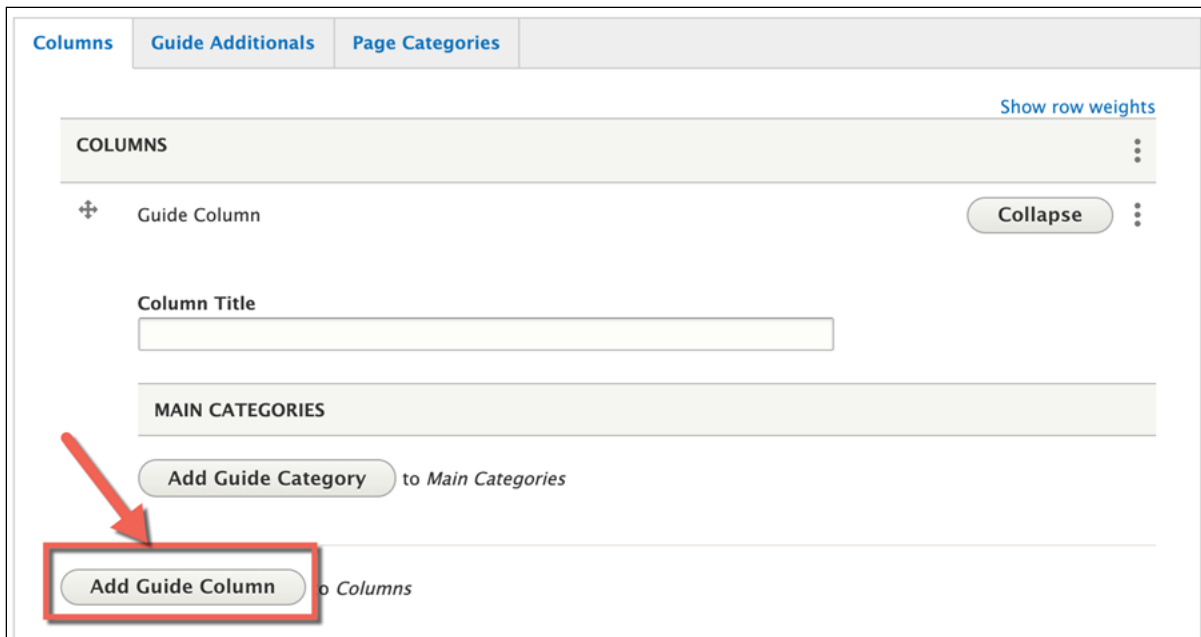 Columns Guide Additionals Page Categories
Show row weights
COLUMNS
Guide Column Collapse
Column Title
MAIN CATEGORIES
Add Guide Category to Main Categories
Add Guide Column o Columns